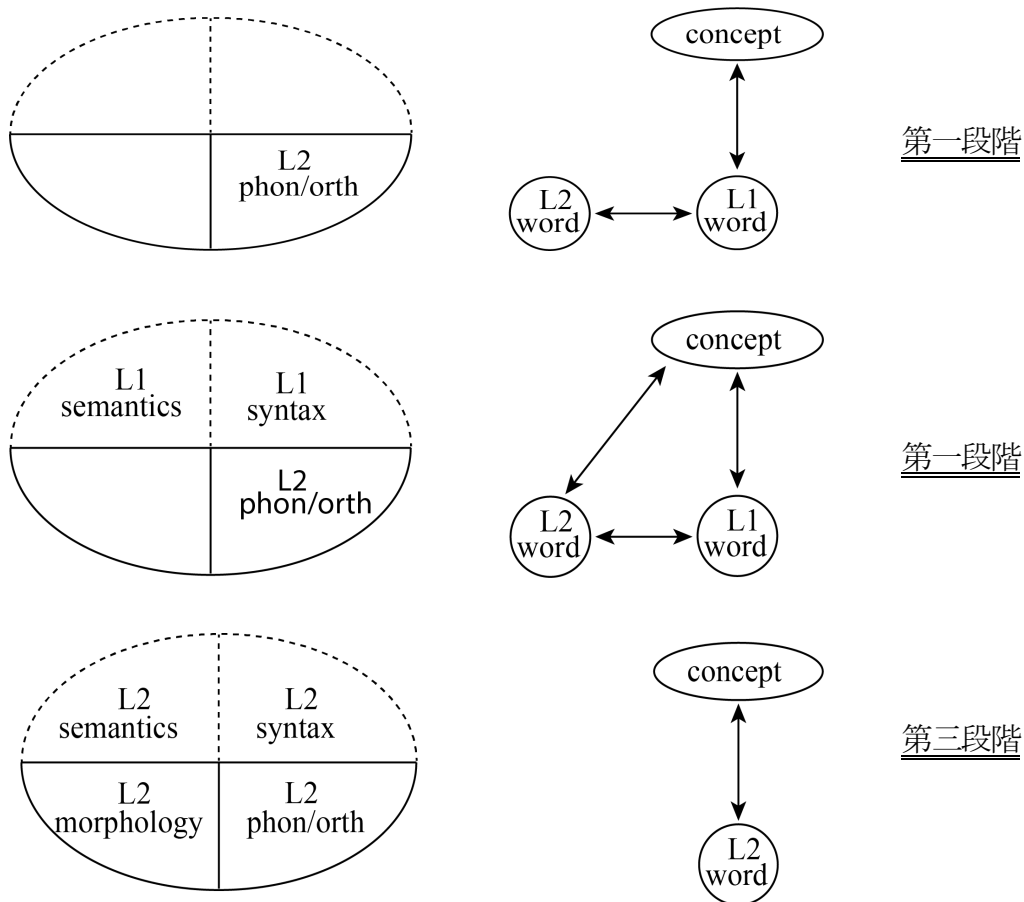 concept
L2
phon/orth
L2
word
L1
word
第一段階
L1
semantics
L1
syntax
L2
phon/orth
concept
L2
word
L1
word
第一段階
L2
semantics
L2
syntax
L2
morphology
L2
phon/orth
concept
L2
word
第三段階